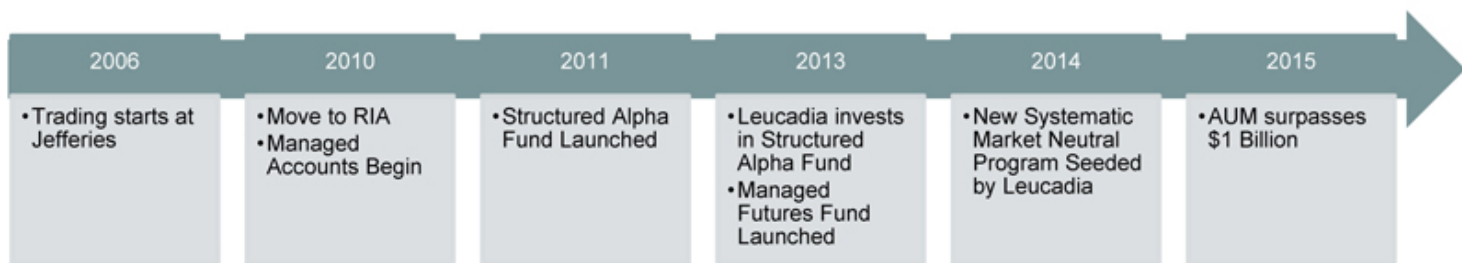 2006
2010
2011
2013
2014
2015
•Trading starts at
Jefferies
•Move to RIA
•Managed
Accounts Begin
•Structured Alpha
Fund Launched
•Leucadia invests
in Structured
Alpha Fund
•Managed
Futures Fund
Launched
•New Systematic
Market Neutral
Program Seeded
by Leucadia
•AUM surpasses
$1 Billion